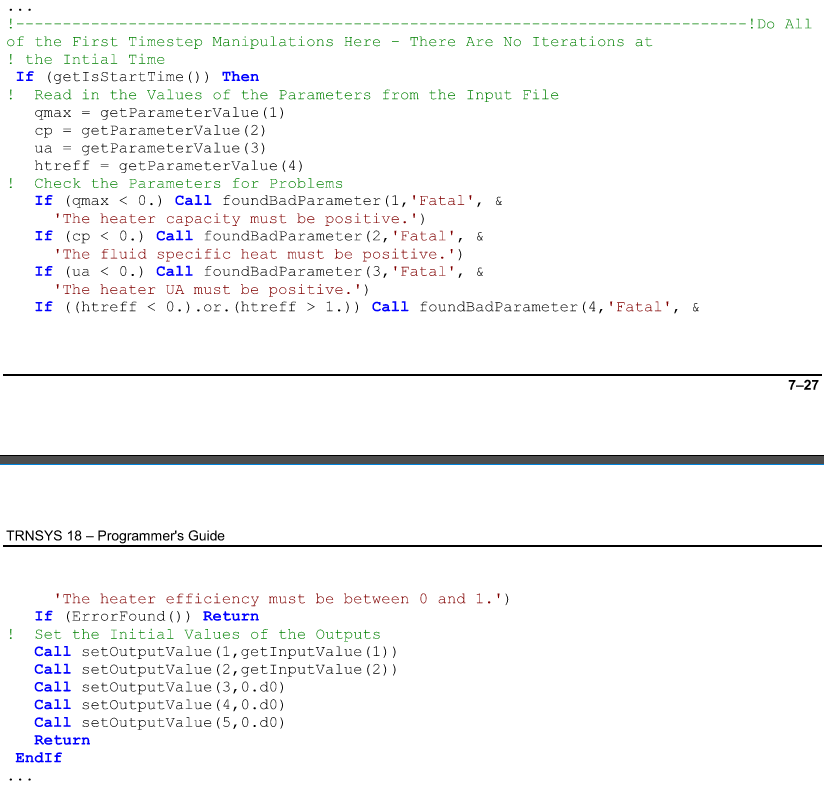 ...
!-------------------------------------------------------------------------------!Do All
of the First Timestep Manipulations Here - There Are No Iterations at
! the Intial Time
 If (getIsStartTime()) Then
!  Read in the Values of the Parameters from the Input File
   qmax = getParameterValue(1)
   cp = getParameterValue(2)
   ua = getParameterValue(3)
   htreff = getParameterValue(4)
!  Check the Parameters for Problems
   If (qmax < 0.) Call foundBadParameter(1,'Fatal', &
     'The heater capacity must be positive.')
   If (cp < 0.) Call foundBadParameter(2,'Fatal', &
     'The fluid specific heat must be positive.')
   If (ua < 0.) Call foundBadParameter(3,'Fatal', &
     'The heater UA must be positive.')
   If ((htreff < 0.).or.(htreff > 1.)) Call foundBadParameter(4,'Fatal', &
7–27
TRNSYS 18 – Programmer's Guide
     'The heater efficiency must be between 0 and 1.')
   If (ErrorFound()) Return
!  Set the Initial Values of the Outputs
   Call setOutputValue(1,getInputValue(1))
   Call setOutputValue(2,getInputValue(2))
   Call setOutputValue(3,0.d0)
   Call setOutputValue(4,0.d0)
   Call setOutputValue(5,0.d0)
   Return
 EndIf
...